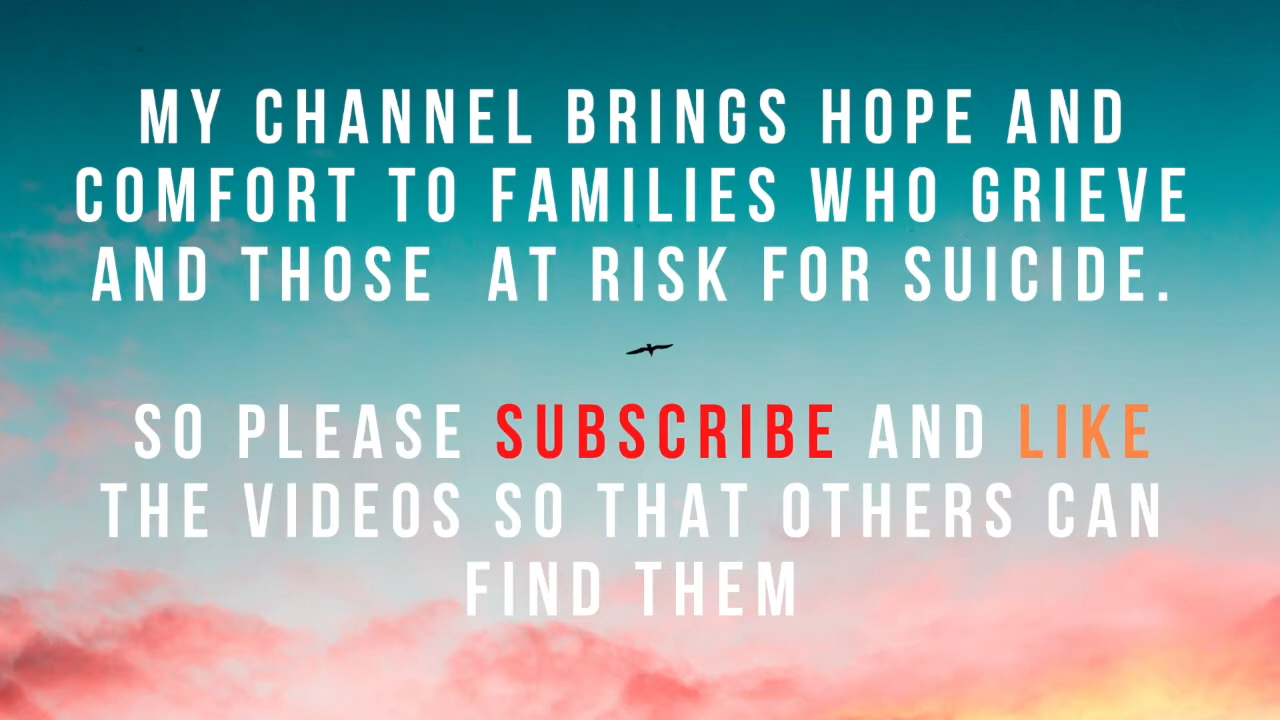 MY CHANNEL BRINGS HOPE AND
COMFORT TO FAMILIES WHO GRIEVE
AND THOSE  AT RISK FOR SUICIDE.
SO PLEASE SUBSCRIBE AND LIKE
THE VIDEOS SO THAT OTHERS CAN
FIND THEM